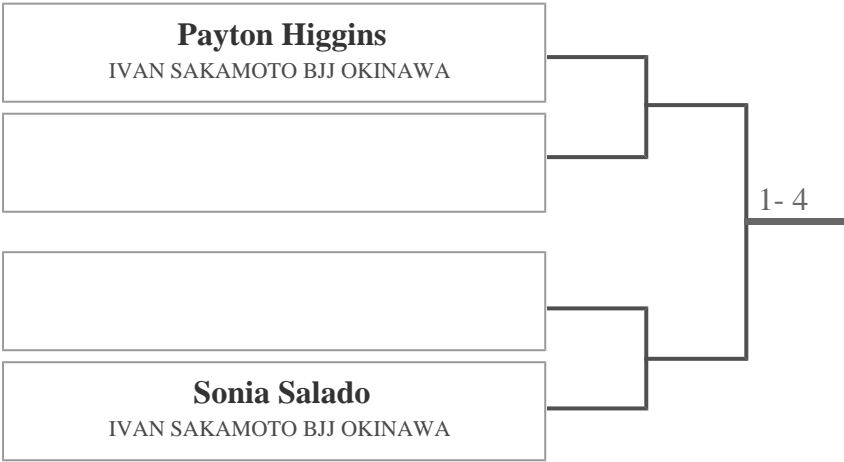 Payton Higgins
IVAN SAKAMOTO BJJ OKINAWA
1- 4
Sonia Salado
IVAN SAKAMOTO BJJ OKINAWA